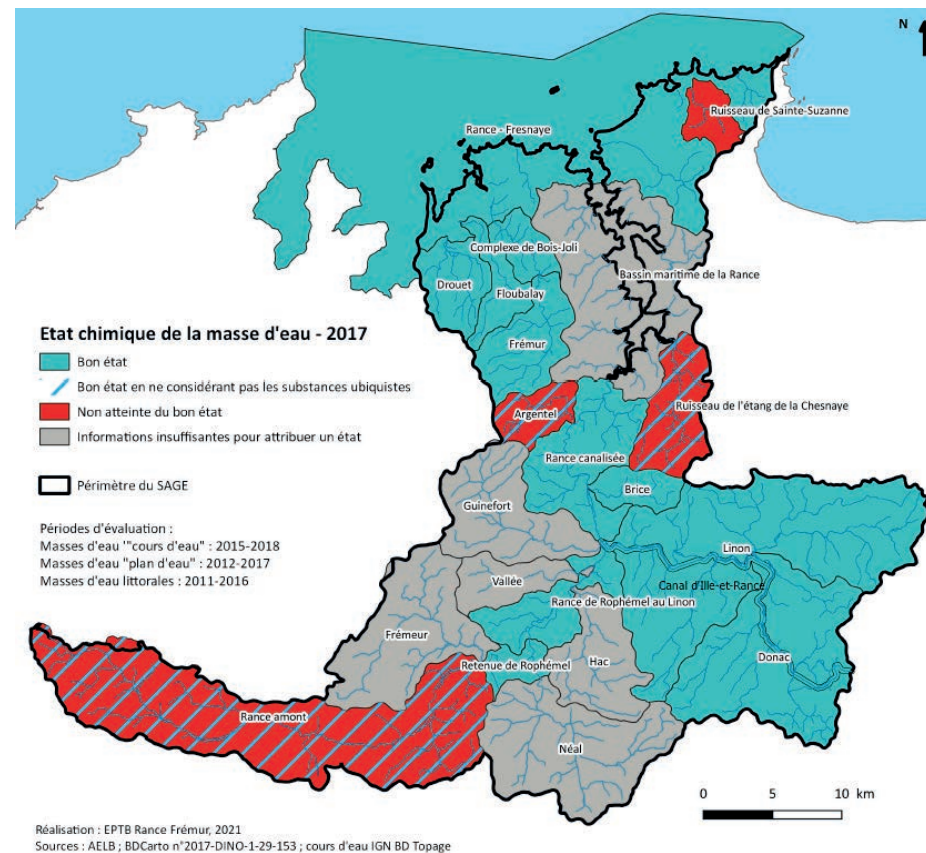 N
Ruisseau de Sainte-Suzanne
Rance - Fresnaye
Complexe de Bois-Joli
Bassin maritime de la Rance
Drouet
Floubalay
Frémur
Etat chimique de la masse d'eau - 2017
Bon état
Bon état en ne considérant pas les substances ubiquistes
Non atteinte du bon état
Informations insuffisantes pour attribuer un état
Périmètre du SAGE
Périodes d'évaluation :
Masses d'eau '"cours d'eau" : 2015-2018
Masses d'eau "plan d'eau" : 2012-2017
Masses d'eau littorales : 2011-2016
Argentel
Ruisseau de l'étang de la Chesnaye
Rance canalisée
Brice
Guinefort
Linon
Vallée
Canal d'Ille-et-Rance
Rance de Rophémel au Linon
Frémeur
Retenue de Rophémel
Hac
Donac
Rance amont
Néal
0 5 10 km
Réalisation : EPTB Rance Frémur, 2021
Sources : AELB ; BDCarto n°2017-DINO-1-29-153 ; cours d'eau IGN BD Topage